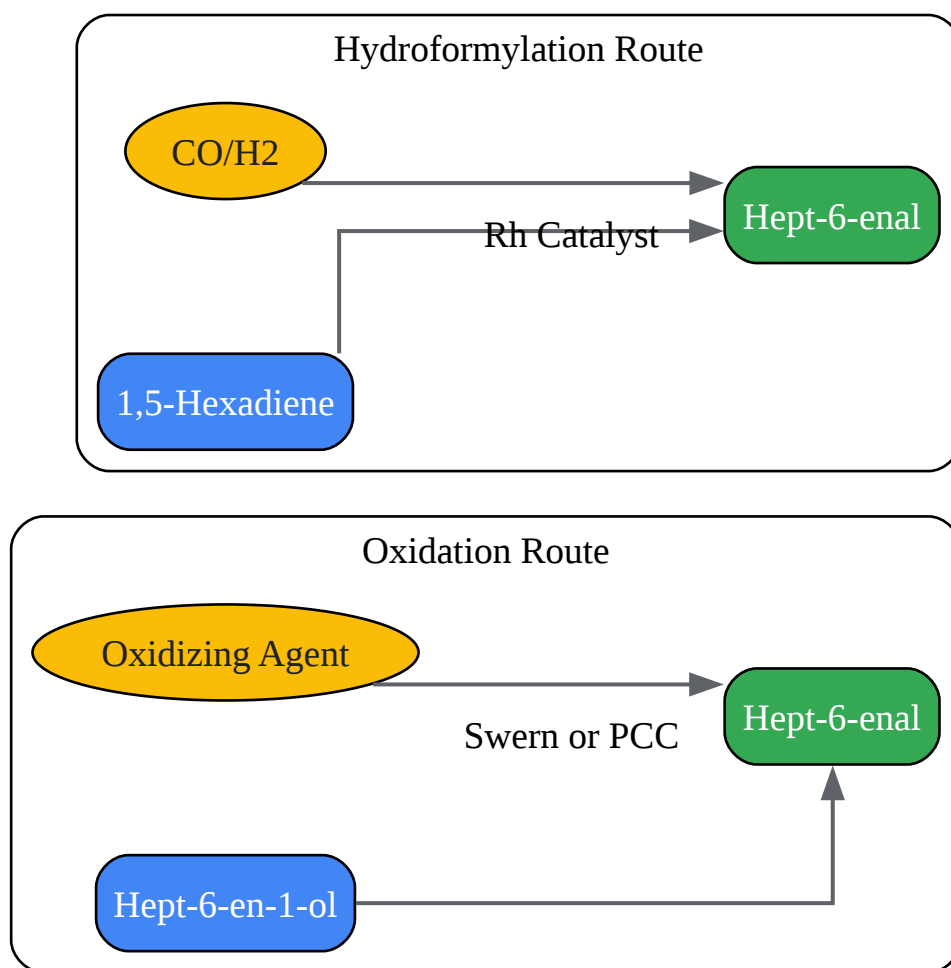 Hydroformylation Route
CO/H2
Hept-6-enal
Rh Catalyst
1,5-Hexadiene
Oxidation Route
Oxidizing Agent
Hept-6-enal
Swern or PCC
Hept-6-en-1-ol